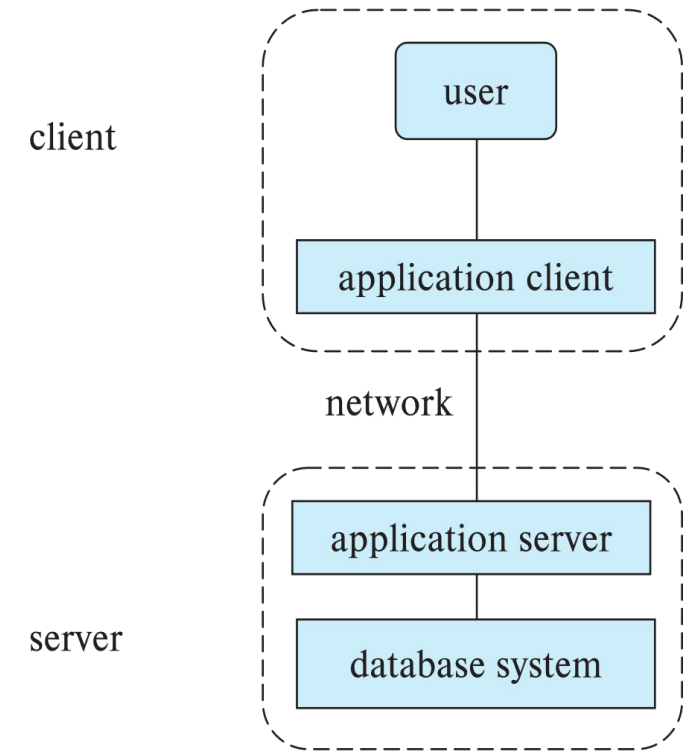 user
client
application client
network
application server
server
database system